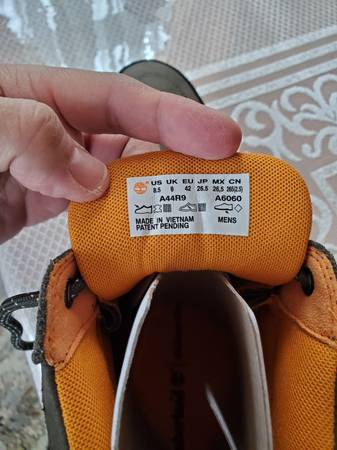 US UK EU JP MX CN
8.5 8 42 26.5 26,5 265(2.5)
A44R9 A6060
MADE IN VIETNAM
PATENT PENDING MENS